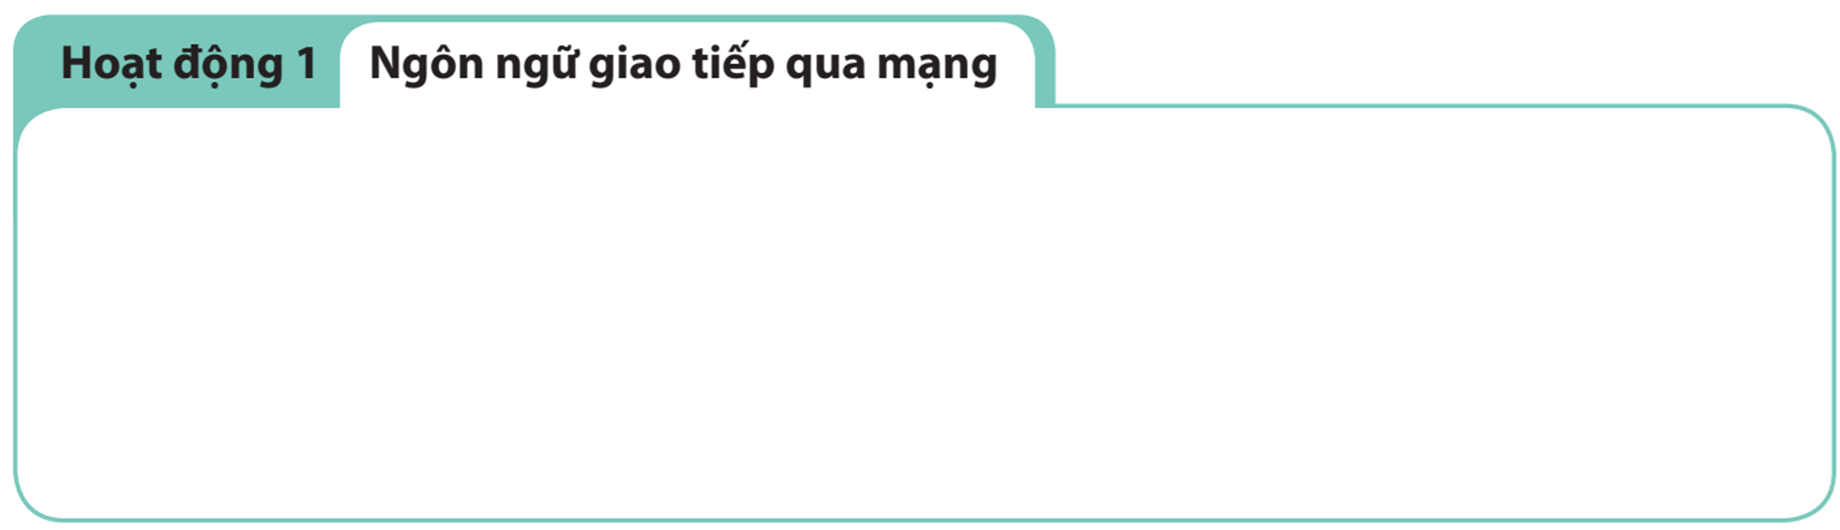 Hoạt động 1 Ngôn ngữ giao tiếp qua mạng